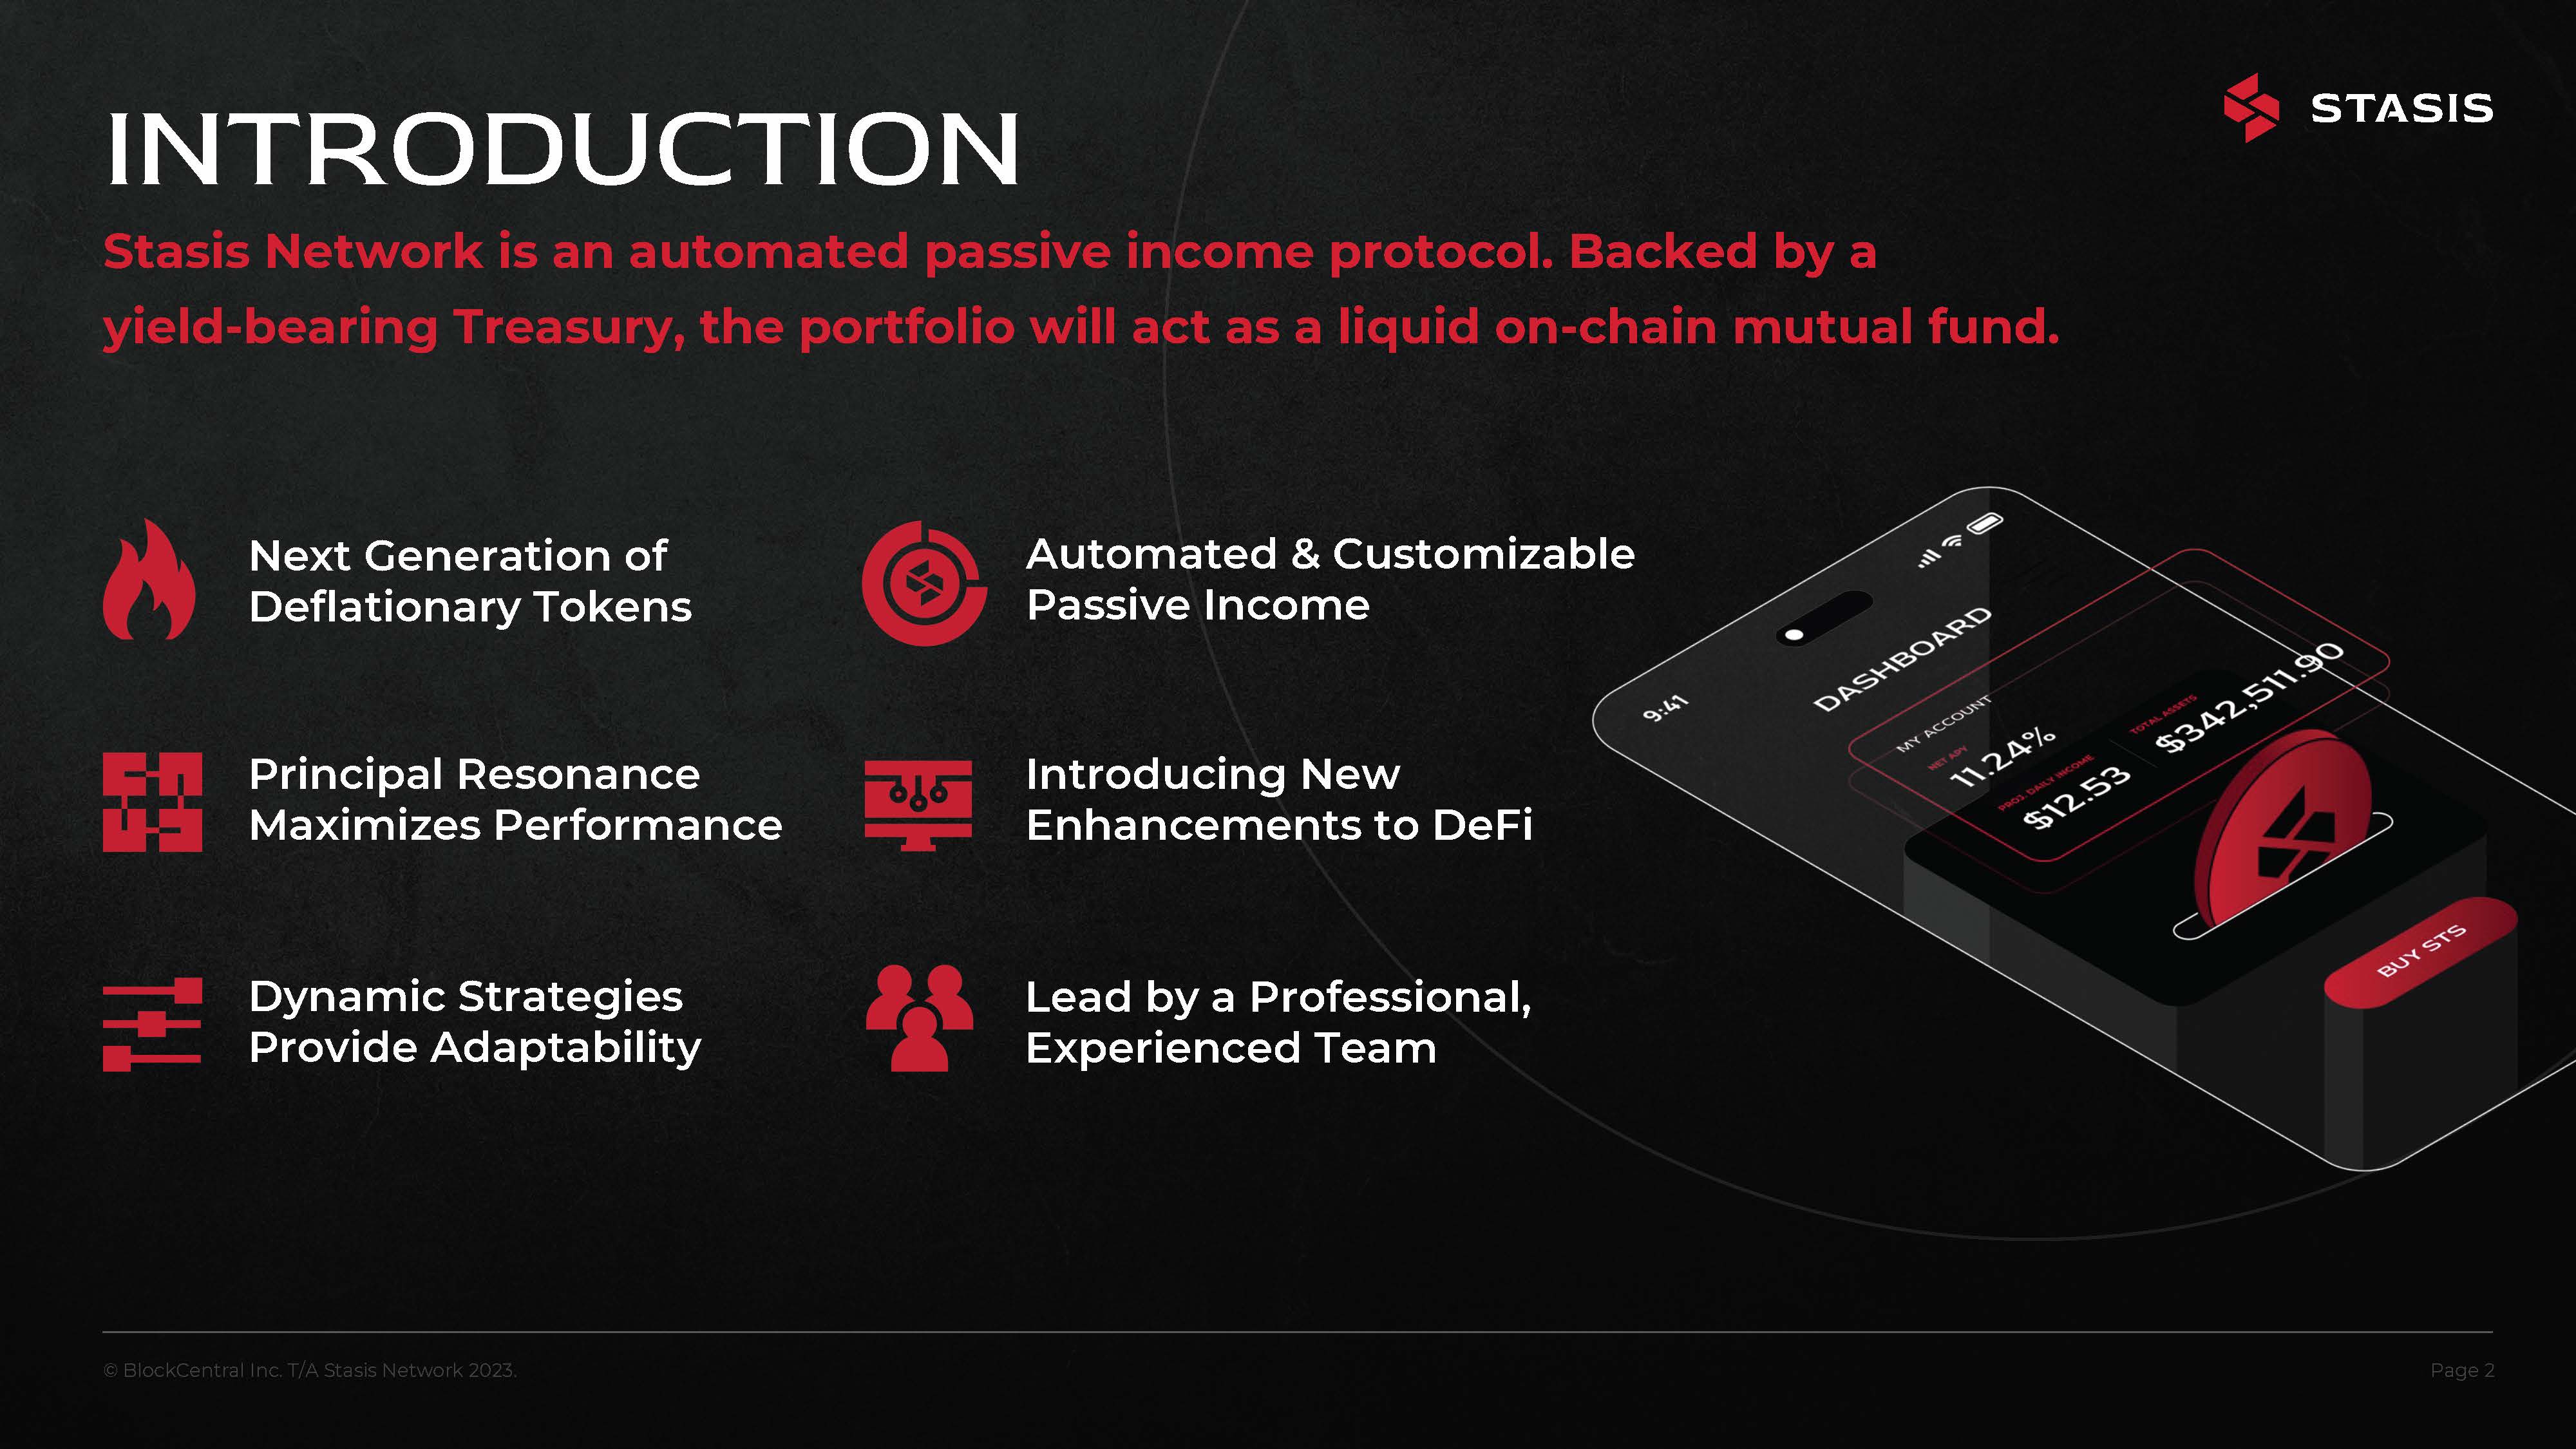 INTRODUCTION
STASIS
Stasis Network is an automated passive income protocol. Backed by a
yield-bearing Treasury, the portfolio will act as a liquid on-chain mutual fund.
Next Generation of
Deflationary Tokens
Automated & Customizable
Passive Income
Principal Resonance
Maximizes Performance
Introducing New
Enhancements to DeFi
Dynamic Strategies
Provide Adaptability
Lead by a Professional,
Experienced Team
9:41
DASHBOARD
MY ACCOUNT
NET APY
11.24%
TOTAL ASSETS
$342,511.90
PROJ. DAILY INCOME
$12.53
BUY STS
© BlockCentral Inc. T/A Stasis Network 2023.
Page 2